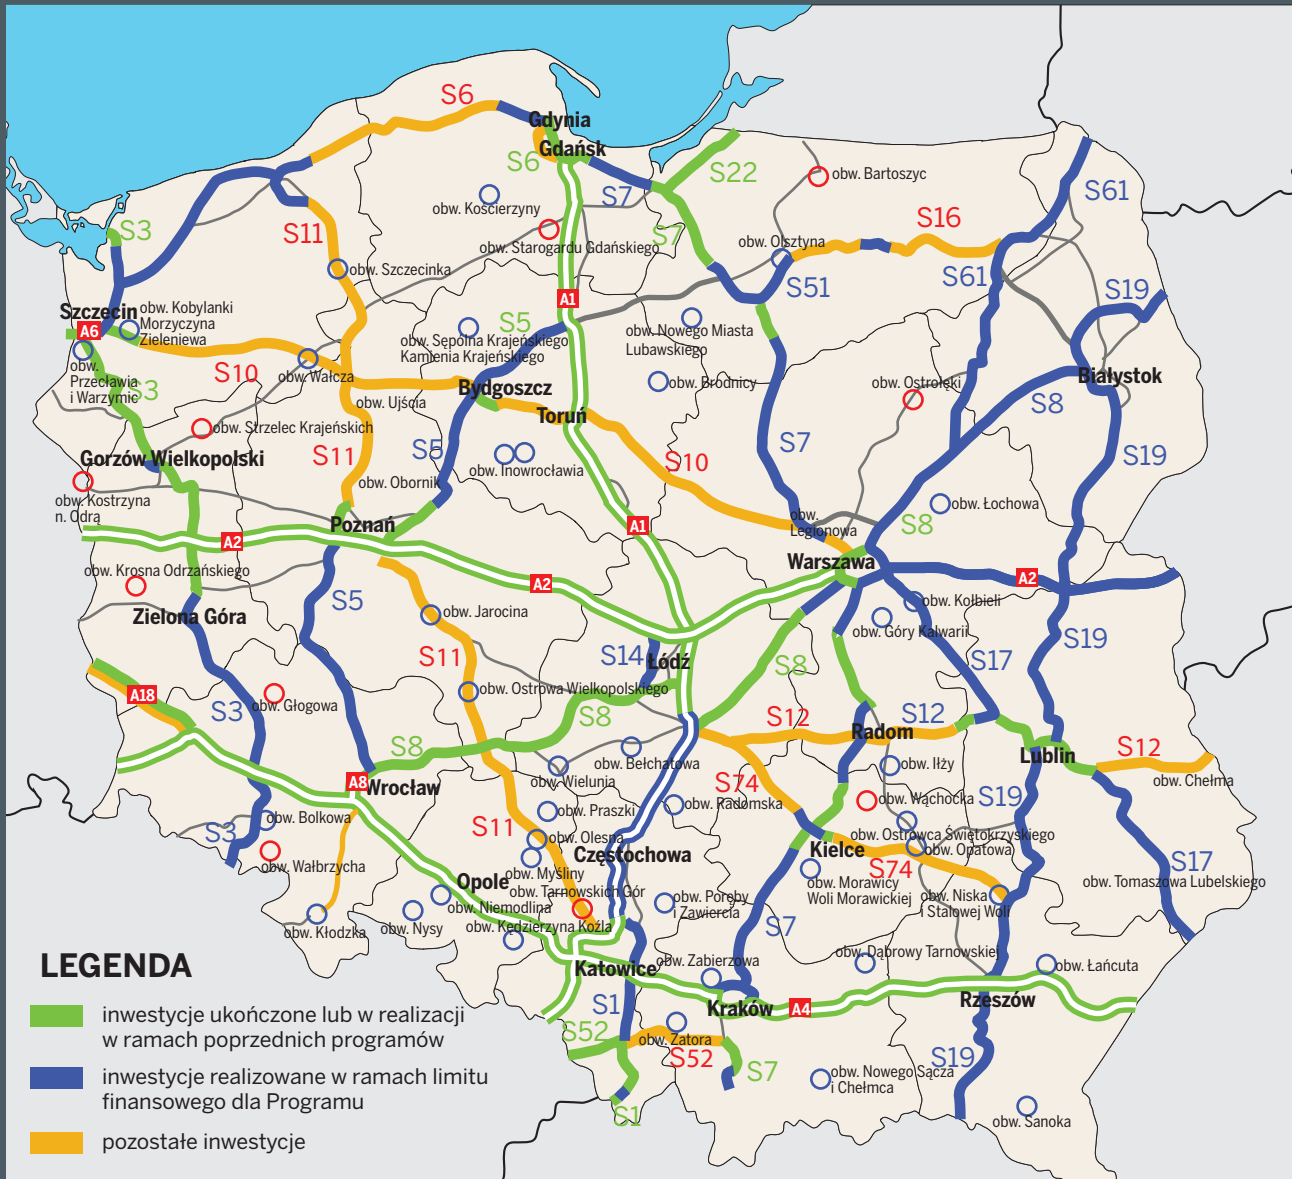 S6
Gdynia
Gdańsk
S6
S22
S7
obw. Bartoszyc
S61
obw. Kościerzyny
obw. Starogardu Gdańskiego
S3
S11
S7
S16
obw. Olsztyna
S61
S51
S19
obw. Szczecinka
A1
Szczecin
A6
obw. Kobylanki
Morzyczyna
Zieleniewa
S5
obw. Sępólna Krajeńskiego
Kamienia Krajeńskiego
obw. Nowego Miasta
Lubawskiego
obw.
Przecławia
i Warzymic
S3
S10
obw. Wałcza
Bydgoszcz
obw. Brodnicy
obw. Ostrołęki
Białystok
S8
obw. Ujścia
Toruń
obw. Strzelec Krajeńskich
S11
S5
S7
S10
S19
Gorzów Wielkopolski
obw. Inowrocławia
obw. Obornik
obw. Kostrzyna
n. Odrą
Poznań
A1
obw.
Legionowa
S8
obw. Łochowa
A2
Warszawa
A2
A2
obw. Krosna Odrzańskiego
Zielona Góra
S5
obw. Jarocina
obw. Kołbieli
obw. Góry Kalwarii
S19
S11
S14
Łódź
S8
S17
A18
obw. Ostrowa Wielkopolskiego
S3
obw. Głogowa
S8
S12
S12
Radom
S8
Lublin
S12
obw. Chełma
A8
Wrocław
obw. Bełchatowa
obw. Wielunia
S74
obw. Iłży
obw. Praszki
obw. Radomska
obw. Wąchocka
S19
obw. Bolkowa
S3
S11
obw. Olesna
obw. Ostrowca Świętokrzyskiego
obw. Opatowa
Kielce
Częstochowa
obw. Wałbrzycha
obw. Myśliny
S74
S17
obw. Tomaszowa Lubelskiego
Opole
obw. Tarnowskich Gór
obw. Morawicy
Woli Morawickiej
obw. Niska
i Stalowej Woli
obw. Niemodlina
obw. Poręby
i Zawiercia
obw. Kłodzka
obw. Nysy
obw. Kędzierzyna Koźla
S7
obw. Dąbrowy Tarnowskiej
obw. Zabierzowa
obw. Łańcuta
Katowice
Rzeszów
S1
Kraków
A4
S52
obw. Zatora
S52
S7
S19
obw. Nowego Sącza
i Chełmca
S1
obw. Sanoka
LEGENDA
inwestycje ukończone lub w realizacji
w ramach poprzednich programów
inwestycje realizowane w ramach limitu
finansowego dla Programu
pozostałe inwestycje